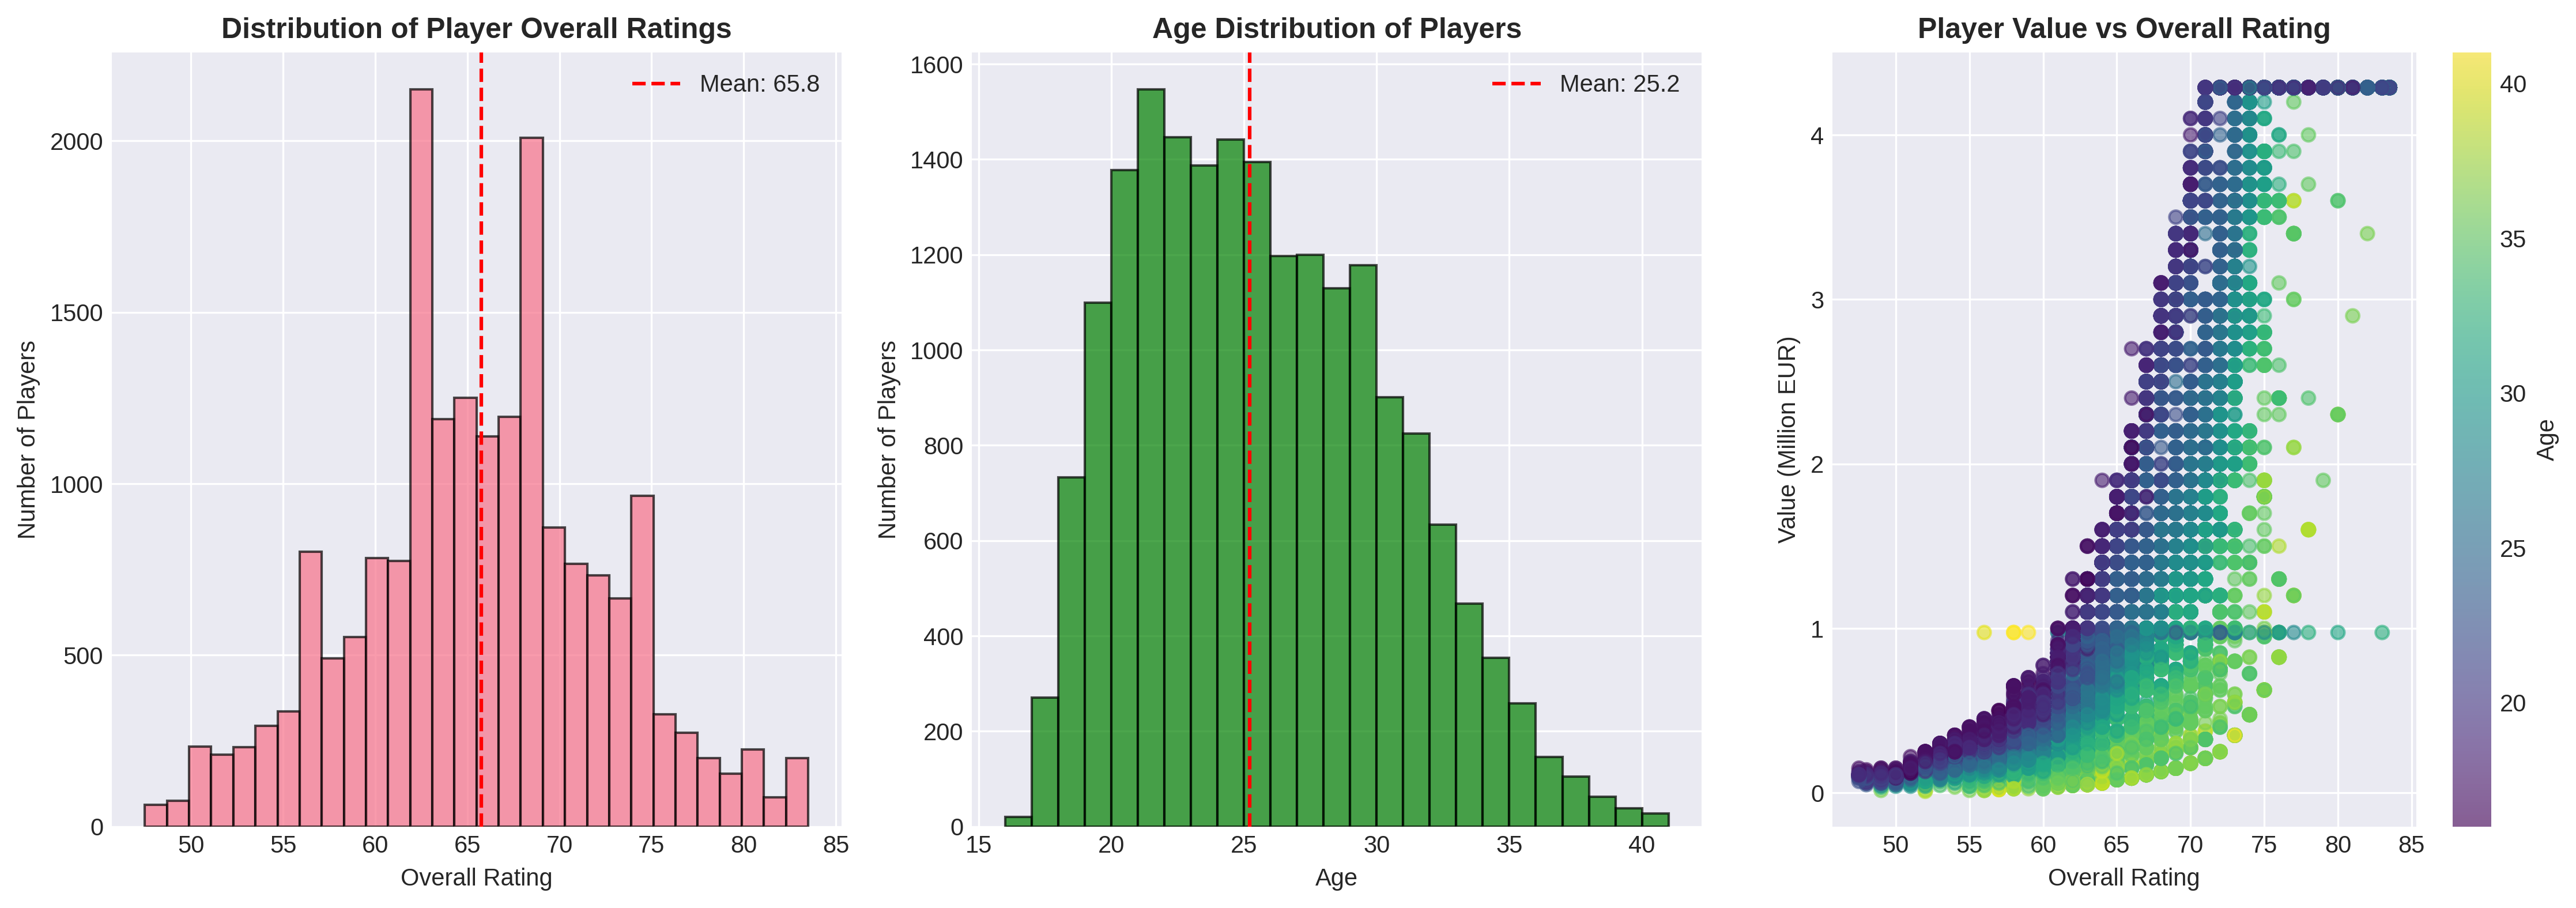 Distribution of Player Overall Ratings
Mean: 65.8
Number of Players
2000
1500
1000
500
0
50 55 60 65 70 75 80 85
Overall Rating
Age Distribution of Players
Mean: 25.2
Number of Players
1600
1400
1200
1000
800
600
400
200
0
15 20 25 30 35 40
Age
Player Value vs Overall Rating
Value (Million EUR)
4
3
2
1
0
50 55 60 65 70 75 80 85
Overall Rating
40
35
30
25
20
Age